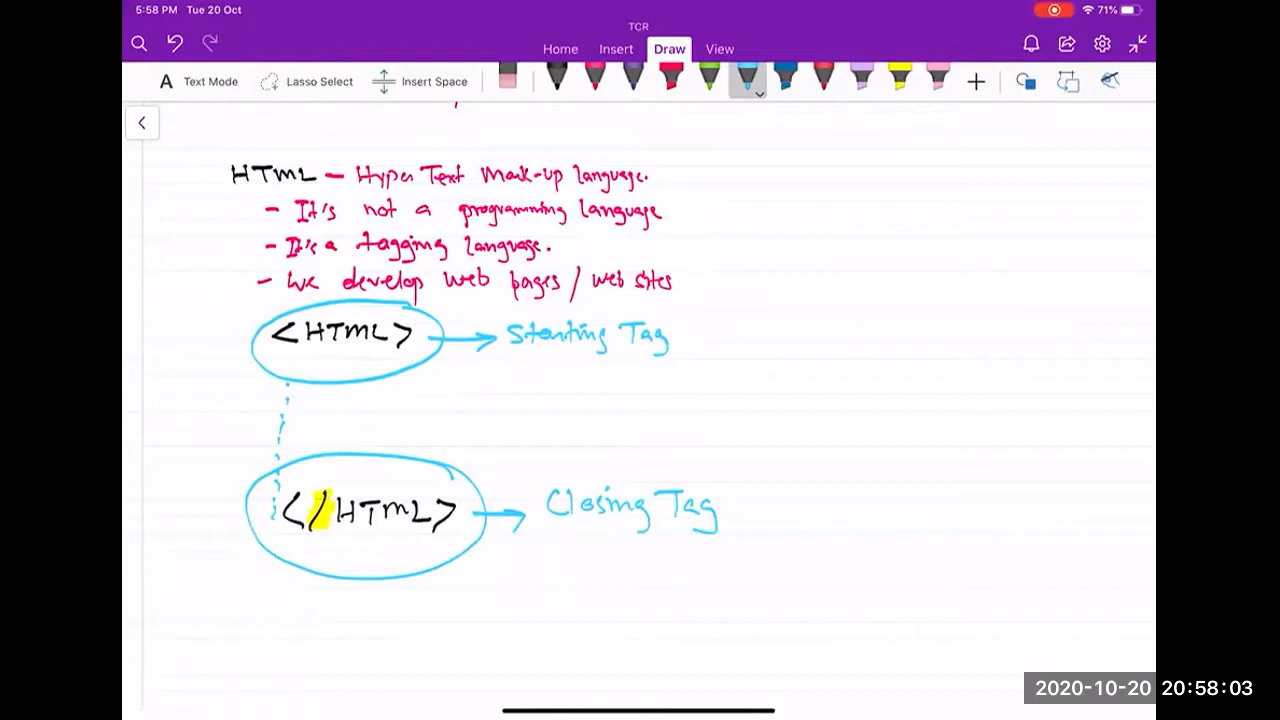 5:58 PM Tue 20 Oct
71%
TCR
Home Insert Draw View
Text Mode Lasso Select Insert Space
HTML - Hyper Text Mark-up language.
- It's not a programming language
- It's a tagging language.
- We develop web pages / web sites
<HTML> → Starting Tag
</HTML> → Closing Tag
2020-10-20 20:58:03